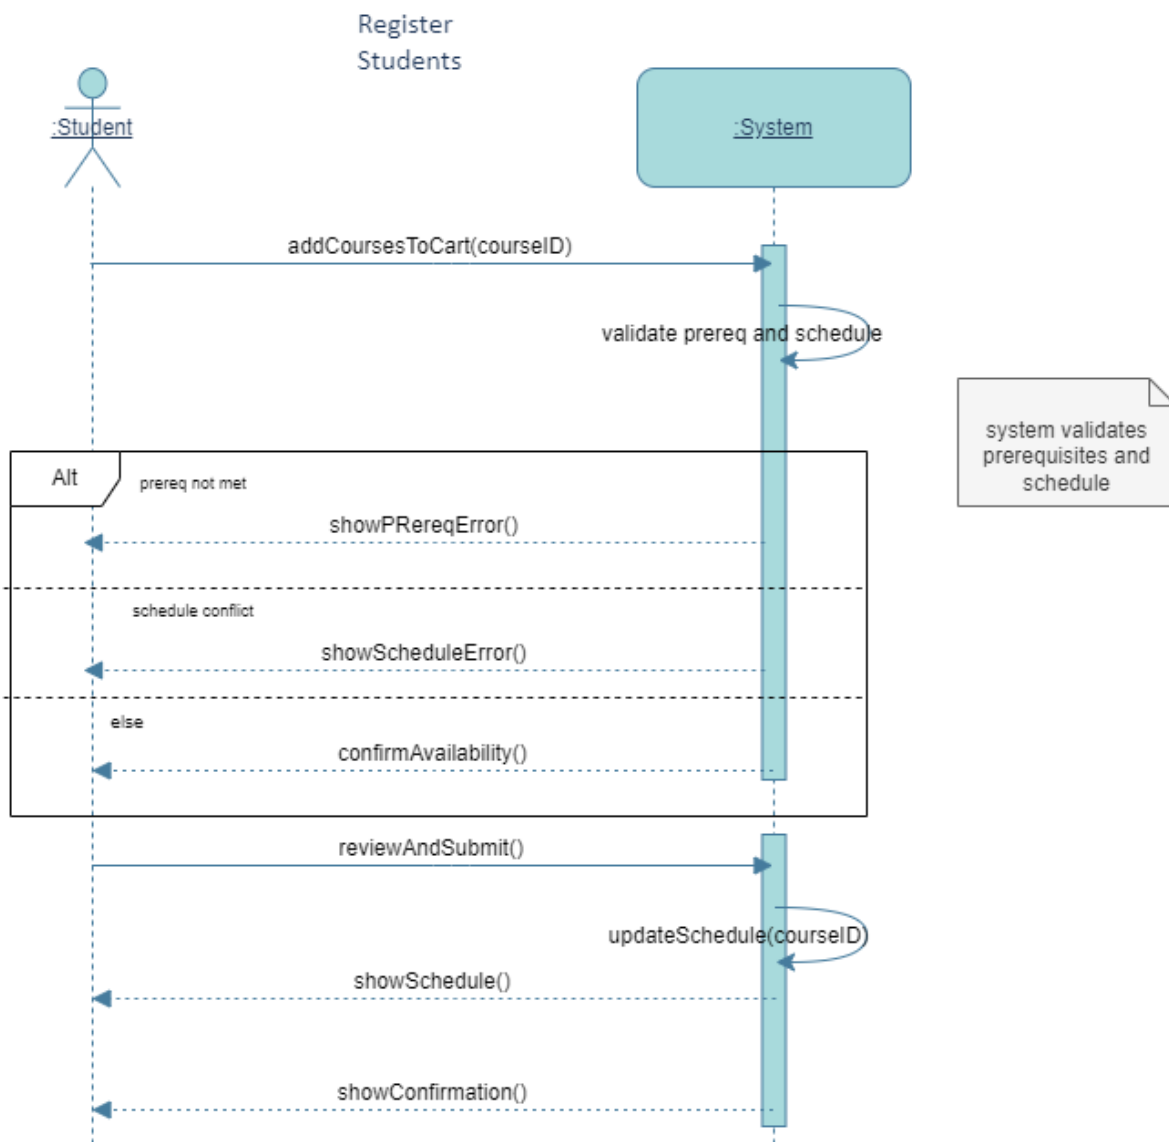 Register
Students
:Student
:System
addCoursesToCart(courseID)
validate prereq and schedule
system validates
prerequisites and
schedule
Alt
prereq not met
showPRereqError()
schedule conflict
showScheduleError()
else
confirmAvailability()
reviewAndSubmit()
updateSchedule(courseID)
showSchedule()
showConfirmation()